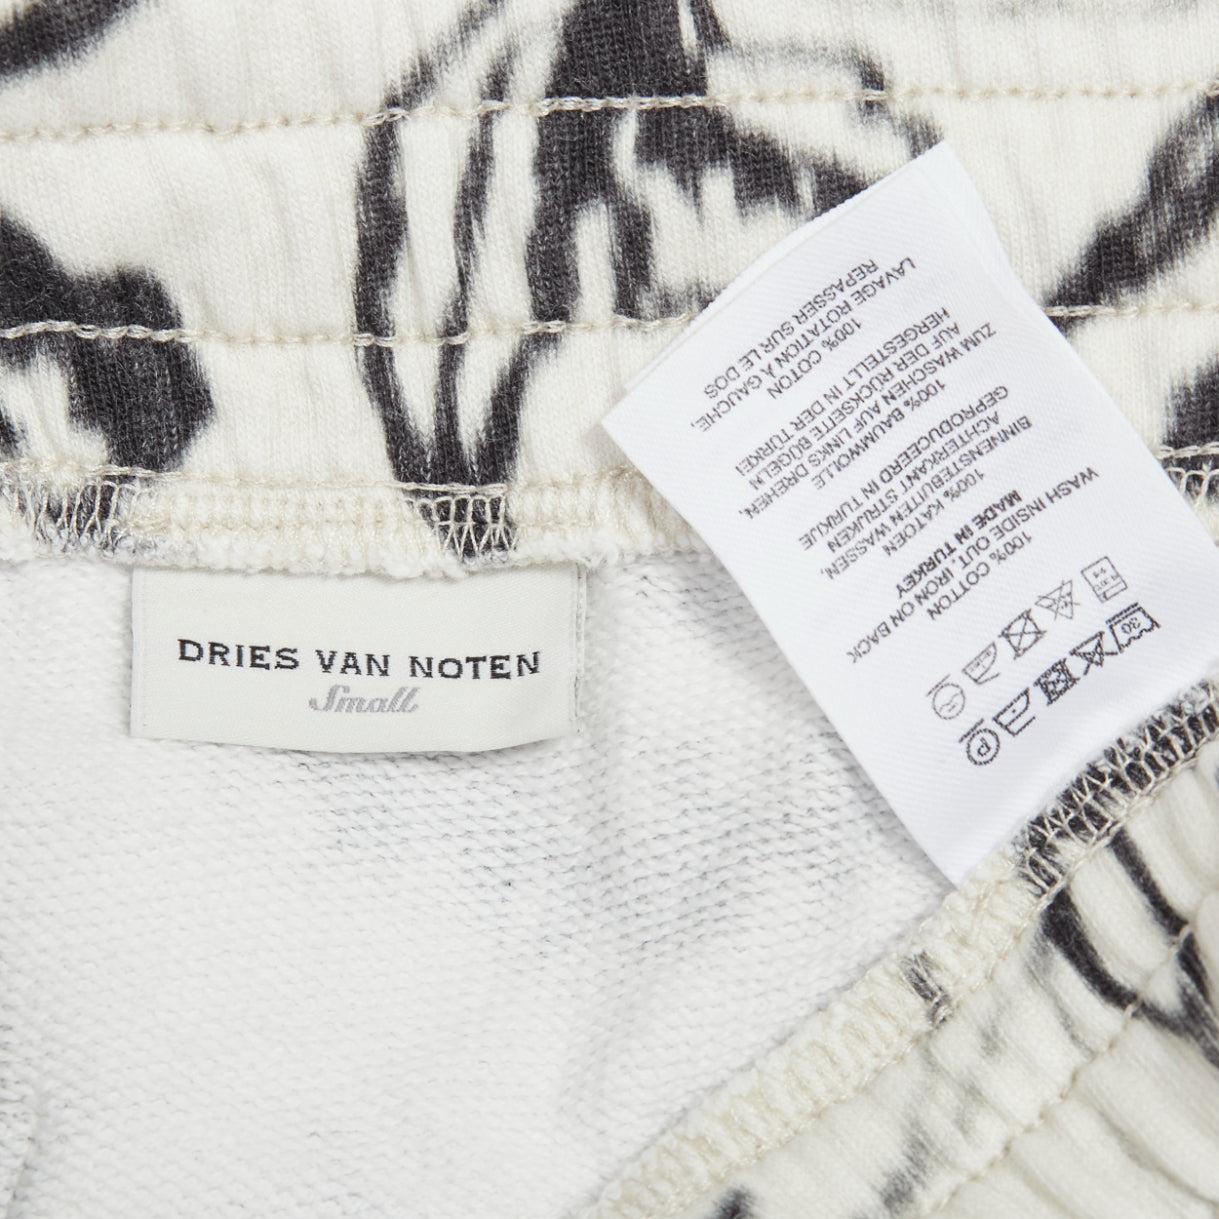 DRIES VAN NOTEN
Small
30
P
WASH INSIDE OUT, IRON ON BACK
100% COTTON
MADE IN TURKEY
BINNENSTEBUTTEN WASSEN,
ACHTERKANT STRIJKEN
100% KATOEN
GEPRODUCEERD IN TURKIJE
ZUM WASCHEN AUF LINKS DREHEN,
AUF DER RÜCKSEITE BÜGELN
100% BAUMWOLLE
HERGESTELLT IN DER TÜRKEI
LAVAGE ROTATION À GAUCHE,
REPASSER SUR LE DOS
100% COTON